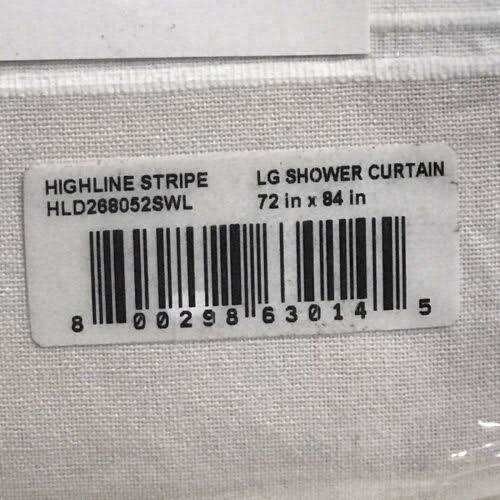 HIGHLINE STRIPE LG SHOWER CURTAIN
HLD268052SWL 72 in x 84 in
8 00298 63014 5